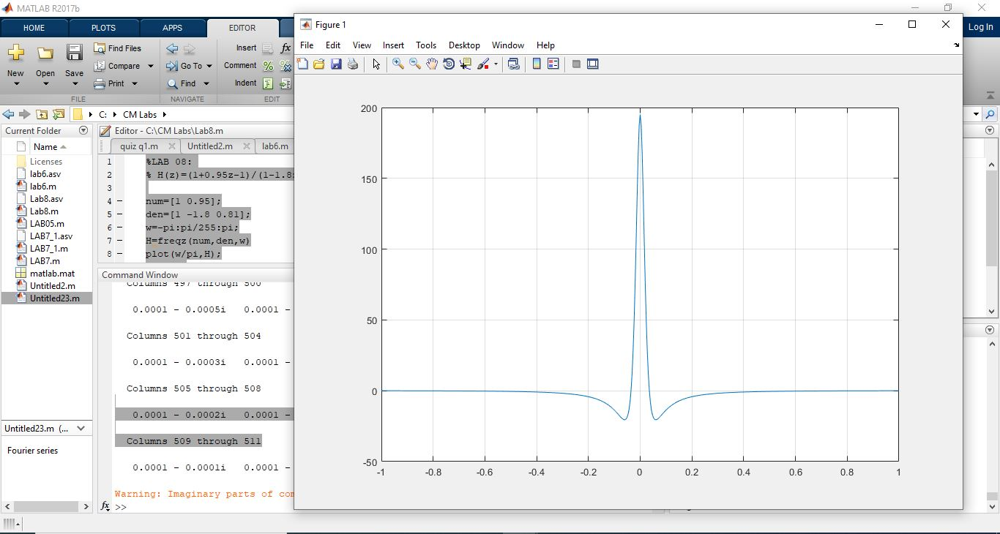 MATLAB R2017b
HOME PLOTS APPS EDITOR Log In
New Open Save Find Files Compare Print
Go To Find
Insert fx
Comment
Indent
FILE NAVIGATE EDIT
C: CM Labs
Current Folder
Name
Licenses
lab6.asv
lab6.m
Lab8.asv
Lab8.m
LAB05.m
LAB7_1.asv
LAB7_1.m
LAB7.m
matlab.mat
Untitled2.m
Untitled23.m
Untitled23.m (...
Fourier series
Editor - C:\CM Labs\Lab8.m
quiz q1.m Untitled2.m lab6.m
1 %LAB 08:
2 % H(z)=(1+0.95z-1)/(1-1.8
3
4 - num=[1 0.95];
5 - den=[1 -1.8 0.81];
6 - w=-pi:pi/255:pi;
7 - H=freqz(num,den,w)
8 - plot(w/pi,H);
Command Window
Columns 497 through 500
0.0001 - 0.0005i 0.0001 -
Columns 501 through 504
0.0001 - 0.0003i 0.0001 -
Columns 505 through 508
0.0001 - 0.0002i 0.0001 -
Columns 509 through 511
0.0001 - 0.0001i 0.0001 -
Warning: Imaginary parts of com
fx >>
Figure 1
File Edit View Insert Tools Desktop Window Help
200
150
100
50
0
-50
-1 -0.8 -0.6 -0.4 -0.2 0 0.2 0.4 0.6 0.8 1